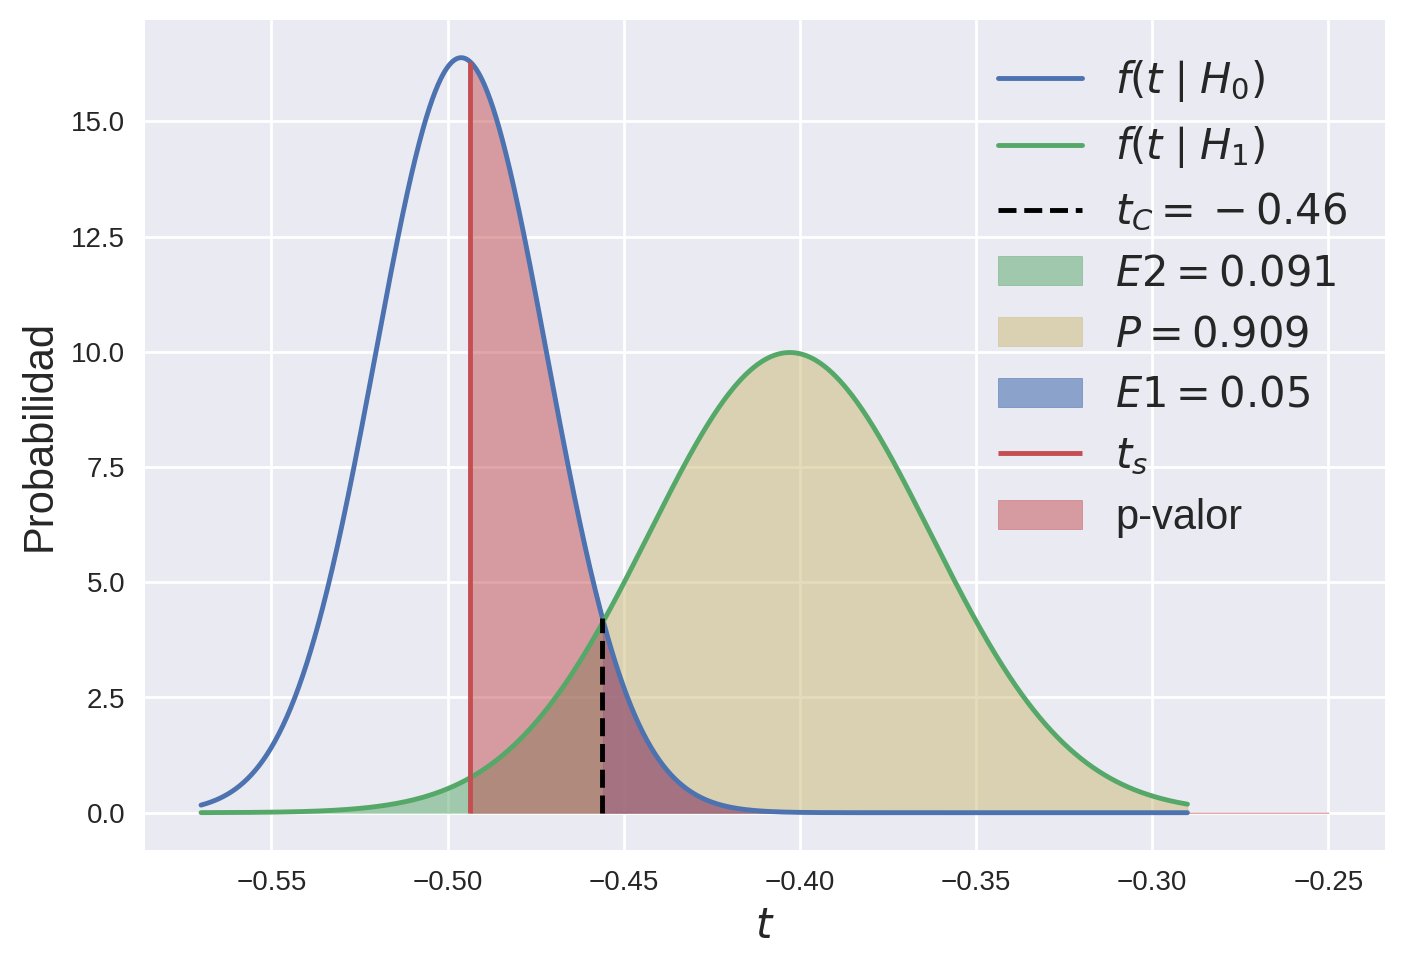 f(t | H₀)
f(t | H₁)
t_C = −0.46
E2 = 0.091
P = 0.909
E1 = 0.05
t_s
p-valor
15.0
12.5
10.0
7.5
5.0
2.5
0.0
Probabilidad
−0.55 −0.50 −0.45 −0.40 −0.35 −0.30 −0.25
t